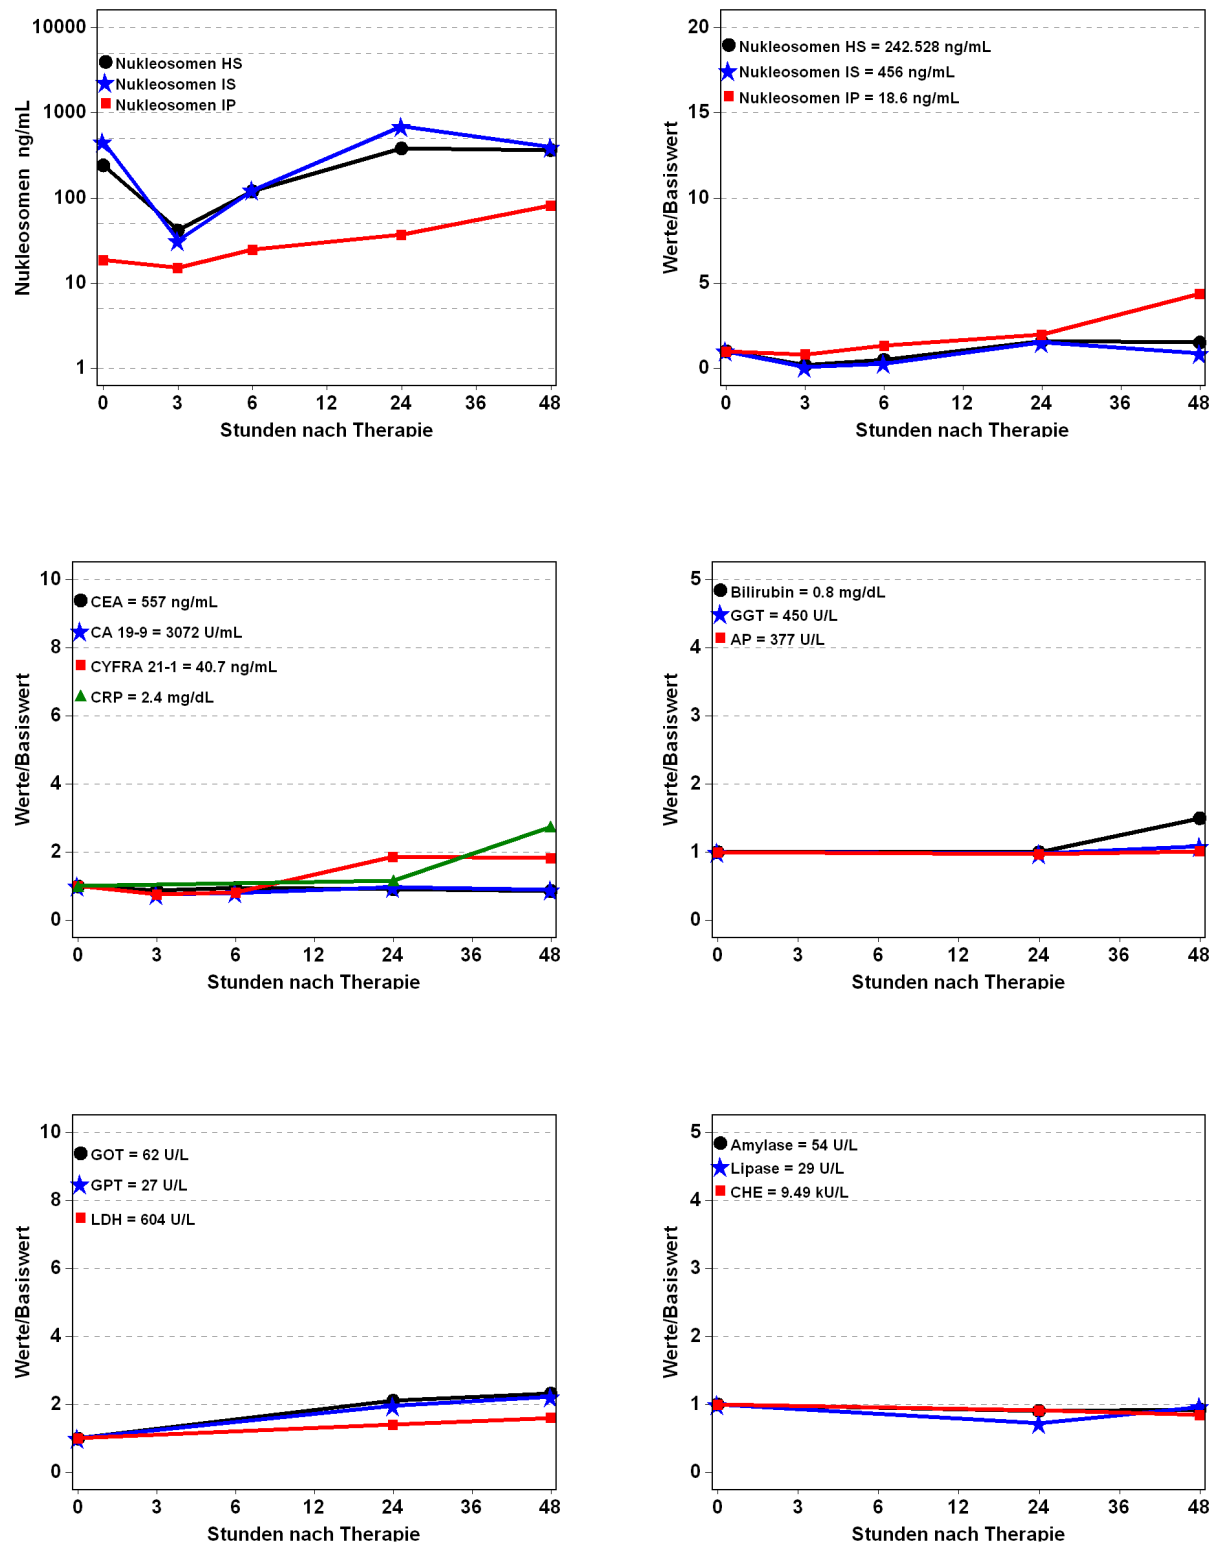 10000
1000
100
10
1
Nukleosomen ng/mL
Nukleosomen HS
Nukleosomen IS
Nukleosomen IP
0 3 6 12 24 36 48
Stunden nach Therapie
20
15
10
5
0
Werte/Basiswert
Nukleosomen HS = 242.528 ng/mL
Nukleosomen IS = 456 ng/mL
Nukleosomen IP = 18.6 ng/mL
0 3 6 12 24 36 48
Stunden nach Therapie
10
8
6
4
2
0
Werte/Basiswert
CEA = 557 ng/mL
CA 19-9 = 3072 U/mL
CYFRA 21-1 = 40.7 ng/mL
CRP = 2.4 mg/dL
0 3 6 12 24 36 48
Stunden nach Therapie
5
4
3
2
1
0
Werte/Basiswert
Bilirubin = 0.8 mg/dL
GGT = 450 U/L
AP = 377 U/L
0 3 6 12 24 36 48
Stunden nach Therapie
10
8
6
4
2
0
Werte/Basiswert
GOT = 62 U/L
GPT = 27 U/L
LDH = 604 U/L
0 3 6 12 24 36 48
Stunden nach Therapie
5
4
3
2
1
0
Werte/Basiswert
Amylase = 54 U/L
Lipase = 29 U/L
CHE = 9.49 kU/L
0 3 6 12 24 36 48
Stunden nach Therapie